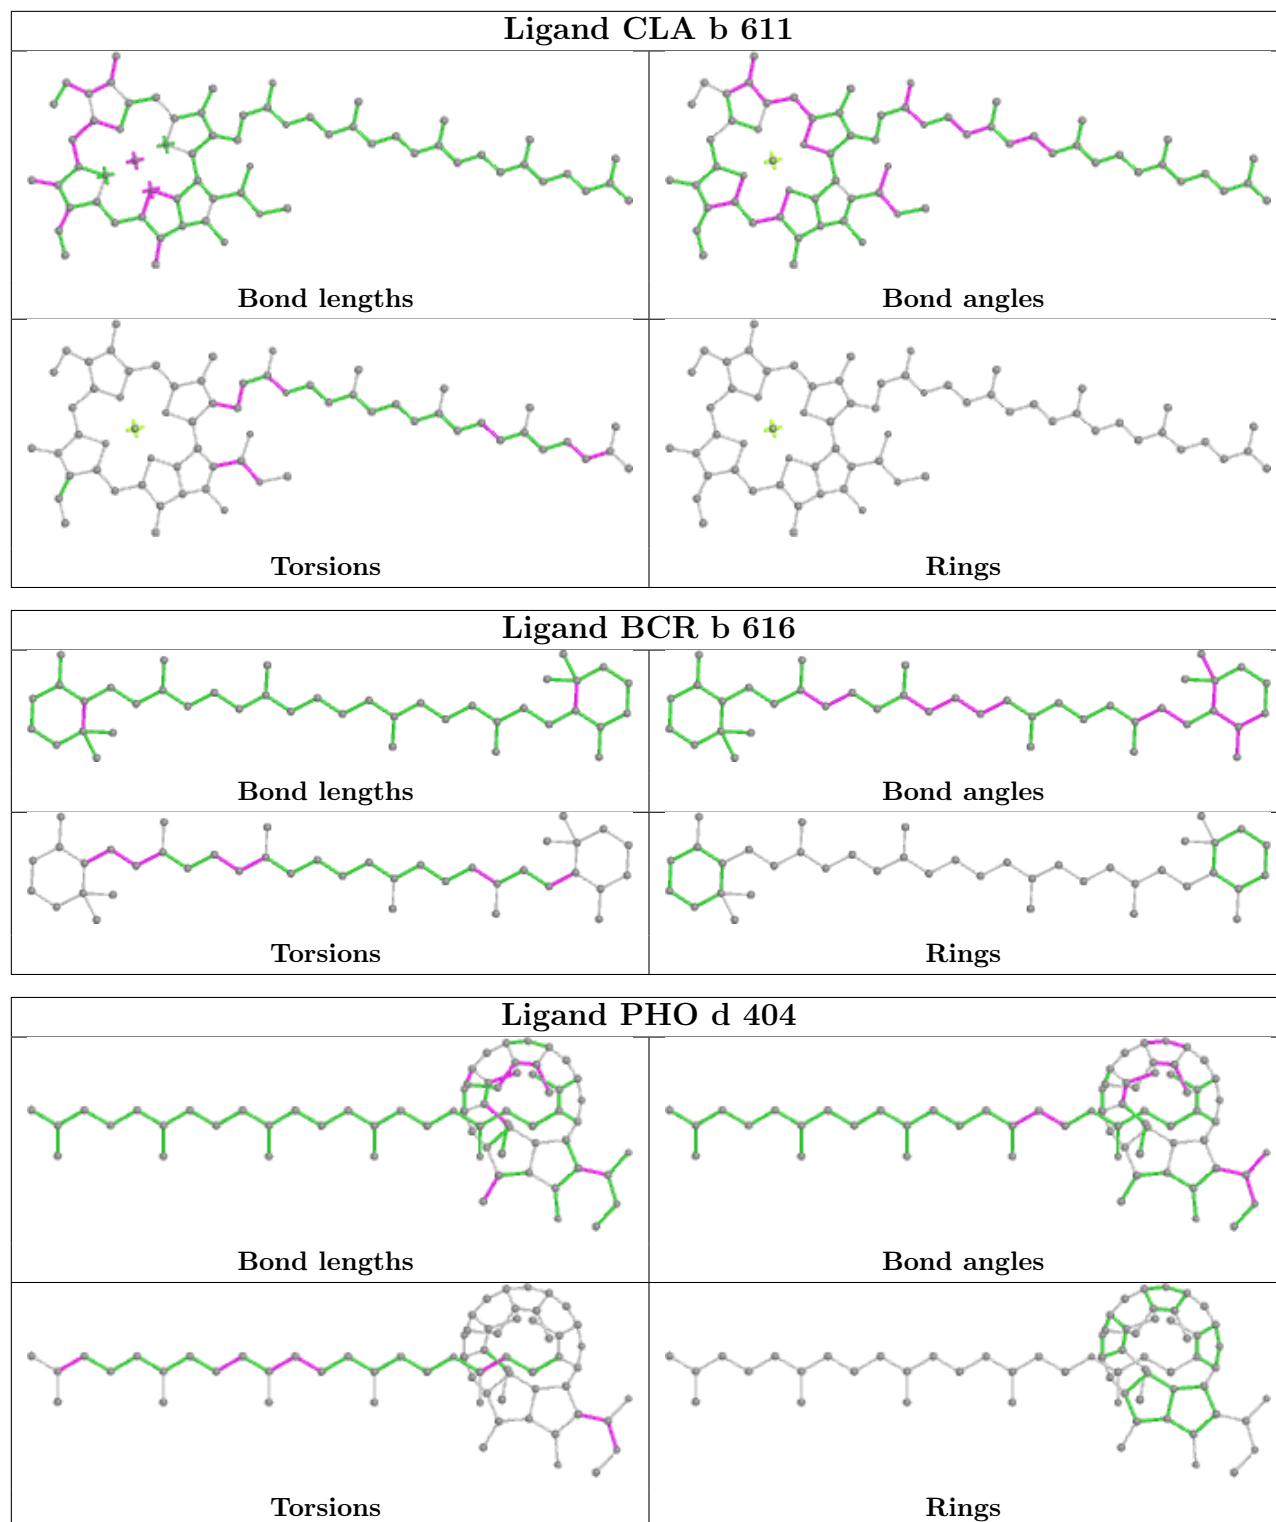 Ligand CLA b 611
Bond lengths
Bond angles
Torsions
Rings
Ligand BCR b 616
Bond lengths
Bond angles
Torsions
Rings
Ligand PHO d 404
Bond lengths
Bond angles
Torsions
Rings